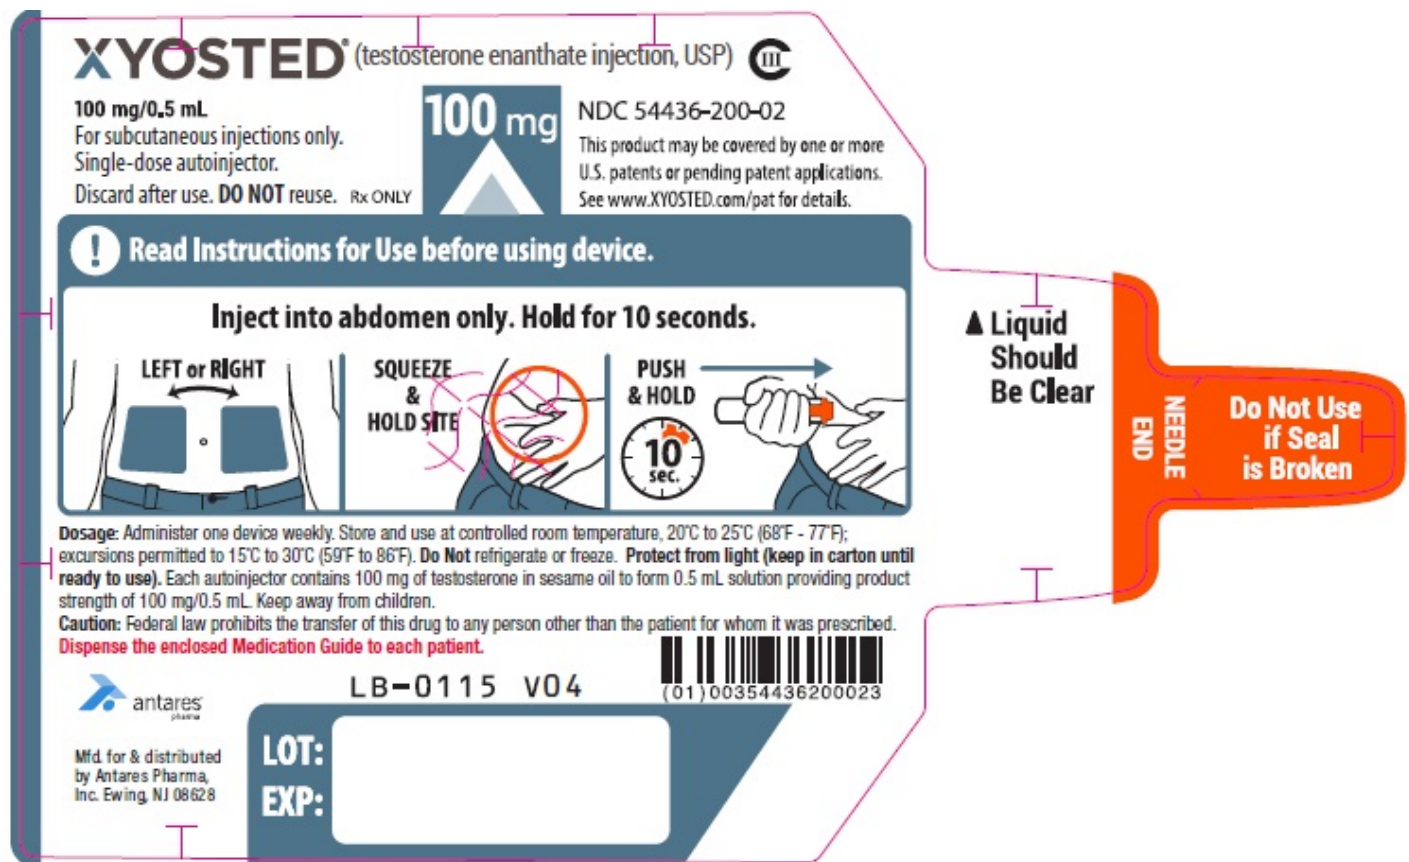 XYOSTED® (testosterone enanthate injection, USP) CIII
100 mg/0.5 mL
For subcutaneous injections only.
Single-dose autoinjector.
Discard after use. DO NOT reuse. Rx ONLY
100 mg
NDC 54436-200-02
This product may be covered by one or more
U.S. patents or pending patent applications.
See www.XYOSTED.com/pat for details.
! Read Instructions for Use before using device.
Inject into abdomen only. Hold for 10 seconds.
LEFT or RIGHT
SQUEEZE
&
HOLD SITE
PUSH
& HOLD
10
sec.
Dosage: Administer one device weekly. Store and use at controlled room temperature, 20°C to 25°C (68°F - 77°F);
excursions permitted to 15°C to 30°C (59°F to 86°F). Do Not refrigerate or freeze. Protect from light (keep in carton until
ready to use). Each autoinjector contains 100 mg of testosterone in sesame oil to form 0.5 mL solution providing product
strength of 100 mg/0.5 mL. Keep away from children.
Caution: Federal law prohibits the transfer of this drug to any person other than the patient for whom it was prescribed.
Dispense the enclosed Medication Guide to each patient.
LB-0115 V04
(01)00354436200023
antares
pharma
Mfd. for & distributed
by Antares Pharma,
Inc. Ewing, NJ 08628
LOT:
EXP:
▲ Liquid
Should
Be Clear
NEEDLE
END
Do Not Use
if Seal
is Broken